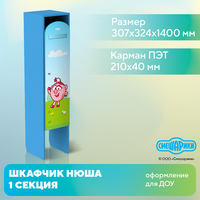 Размер
307х324х1400 мм
Карман ПЭТ
210х40 мм
СМЕШАРИКИ
© ООО «Смешарики»
ШКАФЧИК НЮША
1 СЕКЦИЯ
оформление
для ДОУ